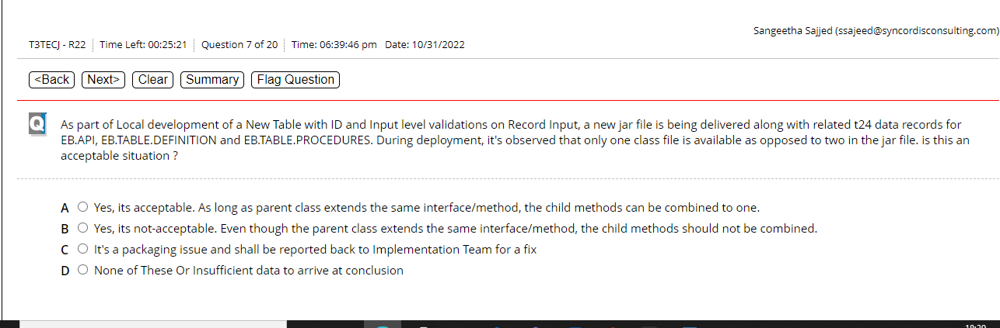 Sangeetha Sajjed (ssajeed@syncordisconsulting.com)
T3TECJ - R22 Time Left: 00:25:21 Question 7 of 20 Time: 06:39:46 pm Date: 10/31/2022
<Back Next> Clear Summary Flag Question
Q As part of Local development of a New Table with ID and Input level validations on Record Input, a new jar file is being delivered along with related t24 data records for
EB.API, EB.TABLE.DEFINITION and EB.TABLE.PROCEDURES. During deployment, it's observed that only one class file is available as opposed to two in the jar file. is this an
acceptable situation ?
A Yes, its acceptable. As long as parent class extends the same interface/method, the child methods can be combined to one.
B Yes, its not-acceptable. Even though the parent class extends the same interface/method, the child methods should not be combined.
C It's a packaging issue and shall be reported back to Implementation Team for a fix
D None of These Or Insufficient data to arrive at conclusion